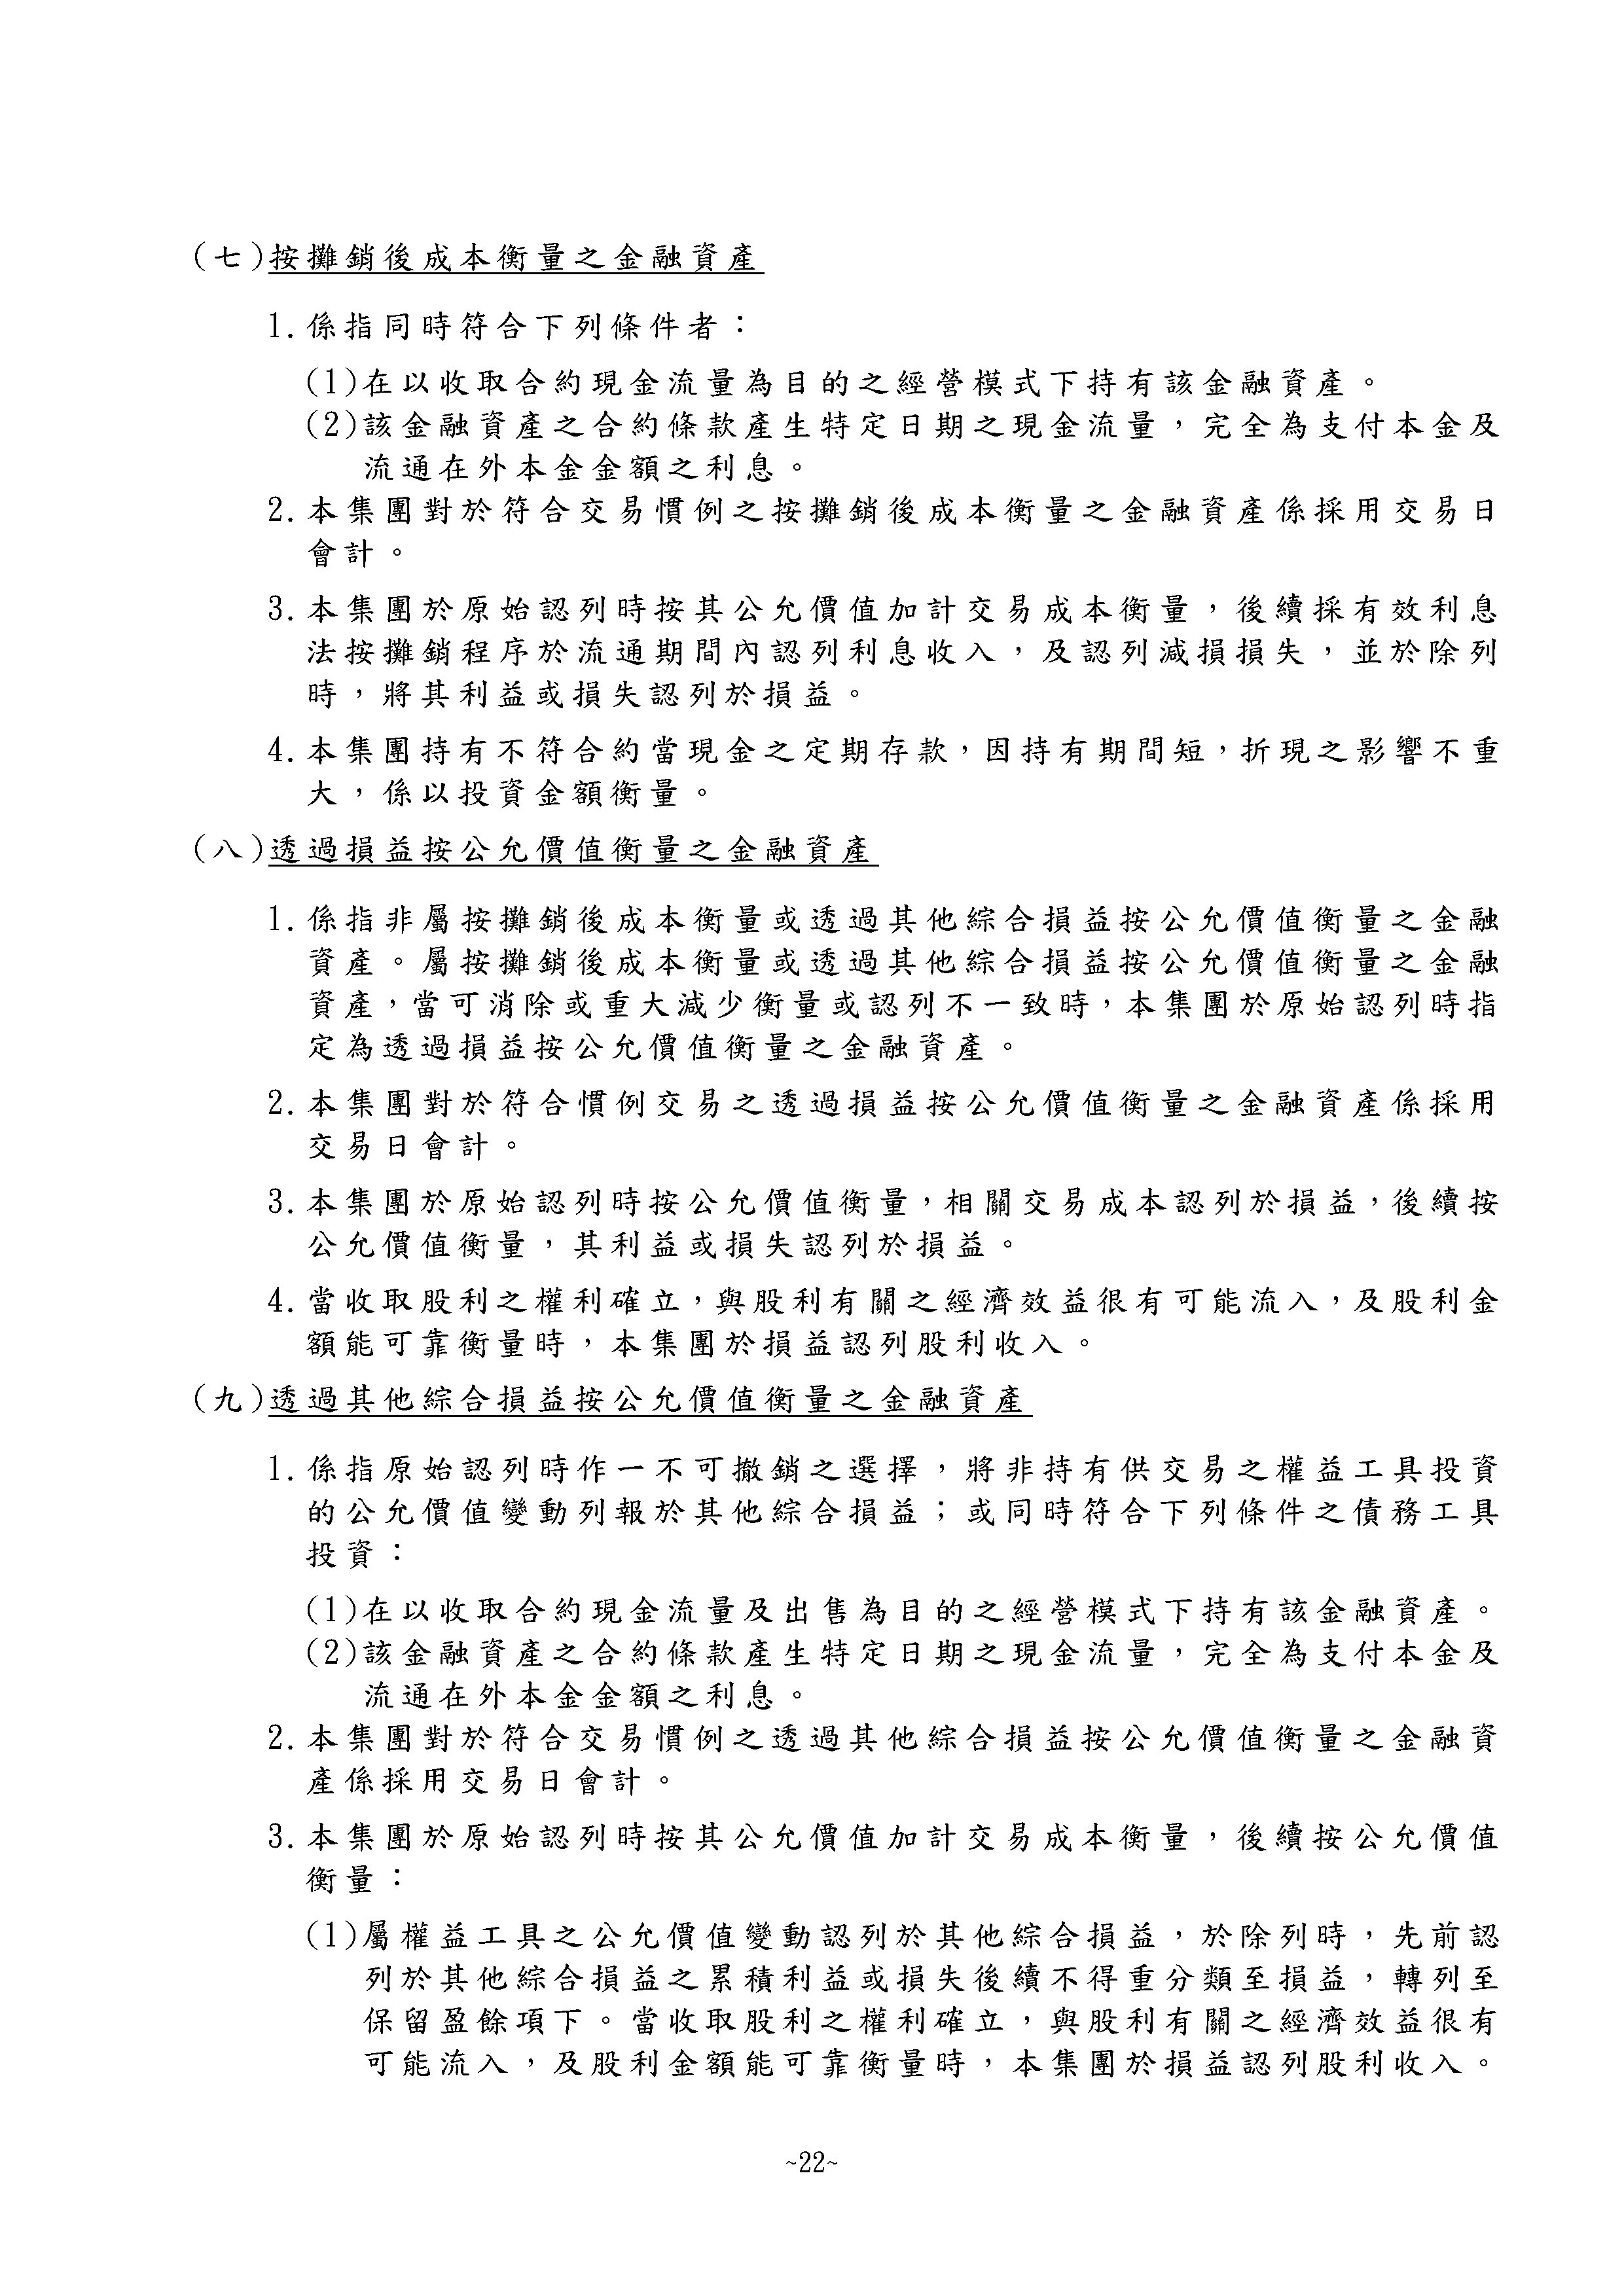 (七)按攤銷後成本衡量之金融資產
1.係指同時符合下列條件者：
(1)在以收取合約現金流量為目的之經營模式下持有該金融資產。
(2)該金融資產之合約條款產生特定日期之現金流量，完全為支付本金及
流通在外本金金額之利息。
2.本集團對於符合交易慣例之按攤銷後成本衡量之金融資產係採用交易日
會計。
3.本集團於原始認列時按其公允價值加計交易成本衡量，後續採有效利息
法按攤銷程序於流通期間內認列利息收入，及認列減損損失，並於除列
時，將其利益或損失認列於損益。
4.本集團持有不符合約當現金之定期存款，因持有期間短，折現之影響不重
大，係以投資金額衡量。
(八)透過損益按公允價值衡量之金融資產
1.係指非屬按攤銷後成本衡量或透過其他綜合損益按公允價值衡量之金融
資產。屬按攤銷後成本衡量或透過其他綜合損益按公允價值衡量之金融
資產，當可消除或重大減少衡量或認列不一致時，本集團於原始認列時指
定為透過損益按公允價值衡量之金融資產。
2.本集團對於符合慣例交易之透過損益按公允價值衡量之金融資產係採用
交易日會計。
3.本集團於原始認列時按公允價值衡量，相關交易成本認列於損益，後續按
公允價值衡量，其利益或損失認列於損益。
4.當收取股利之權利確立，與股利有關之經濟效益很有可能流入，及股利金
額能可靠衡量時，本集團於損益認列股利收入。
(九)透過其他綜合損益按公允價值衡量之金融資產
1.係指原始認列時作一不可撤銷之選擇，將非持有供交易之權益工具投資
的公允價值變動列報於其他綜合損益；或同時符合下列條件之債務工具
投資：
(1)在以收取合約現金流量及出售為目的之經營模式下持有該金融資產。
(2)該金融資產之合約條款產生特定日期之現金流量，完全為支付本金及
流通在外本金金額之利息。
2.本集團對於符合交易慣例之透過其他綜合損益按公允價值衡量之金融資
產係採用交易日會計。
3.本集團於原始認列時按其公允價值加計交易成本衡量，後續按公允價值
衡量：
(1)屬權益工具之公允價值變動認列於其他綜合損益，於除列時，先前認
列於其他綜合損益之累積利益或損失後續不得重分類至損益，轉列至
保留盈餘項下。當收取股利之權利確立，與股利有關之經濟效益很有
可能流入，及股利金額能可靠衡量時，本集團於損益認列股利收入。
~22~